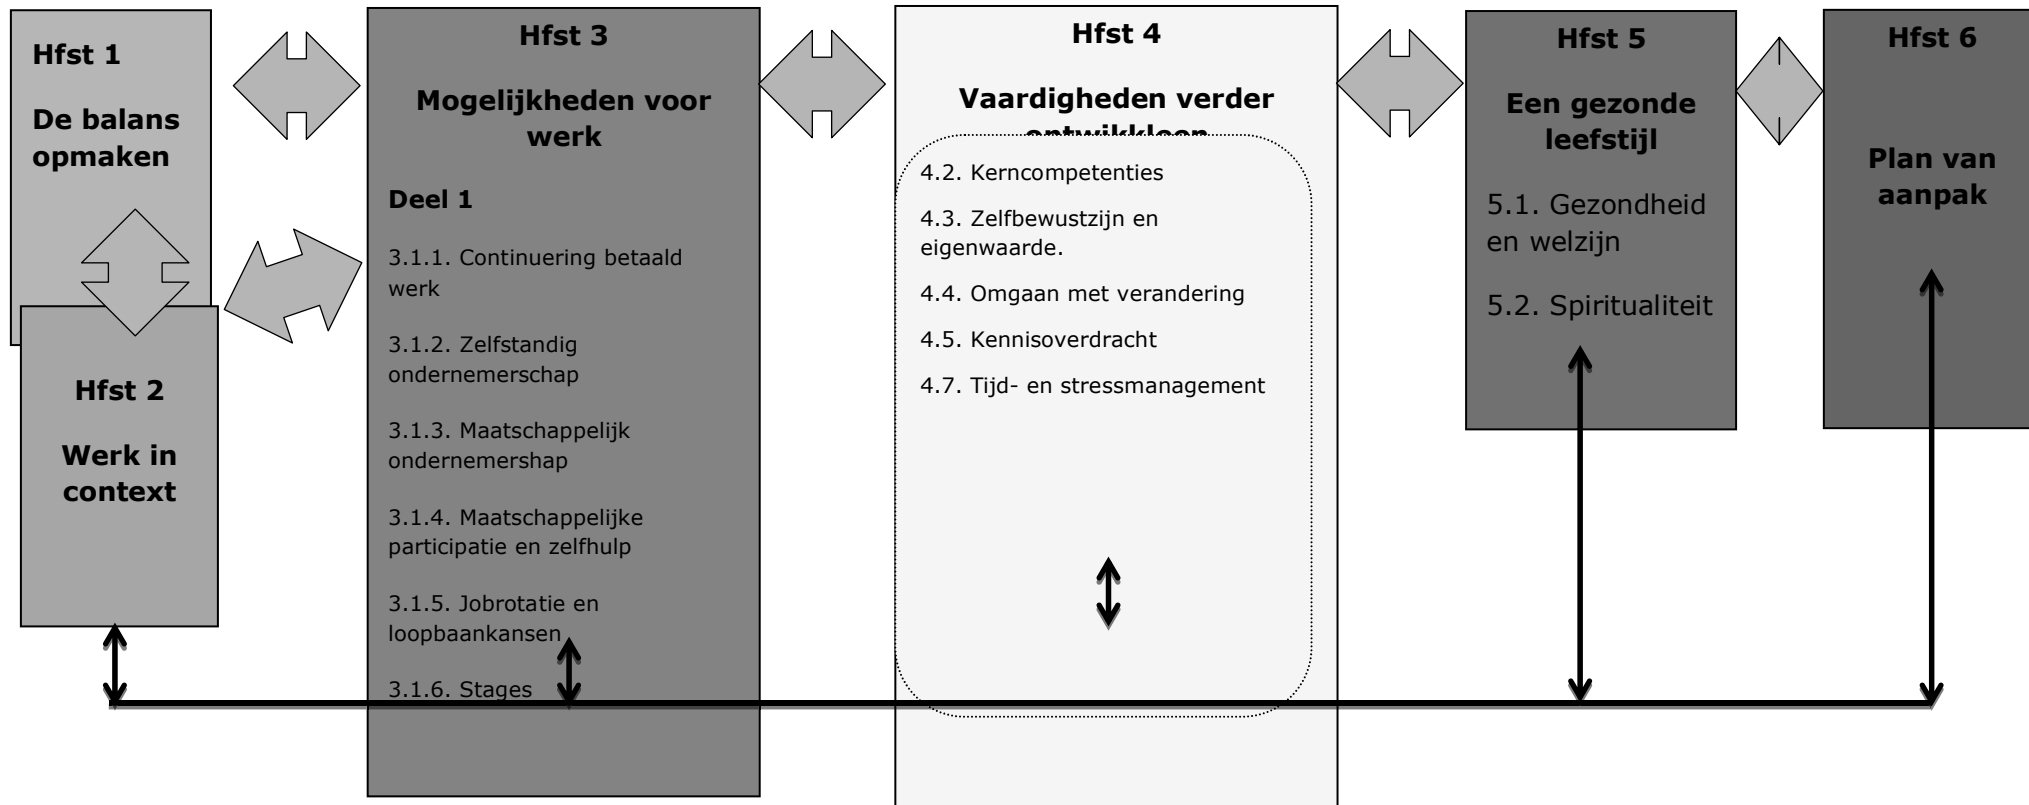 Hfst 1
De balans
opmaken
Hfst 2
Werk in
context
Hfst 3
Mogelijkheden voor
werk
Deel 1
3.1.1. Continuering betaald
werk
3.1.2. Zelfstandig
ondernemerschap
3.1.3. Maatschappelijk
ondernemershap
3.1.4. Maatschappelijke
participatie en zelfhulp
3.1.5. Jobrotatie en
loopbaankansen
3.1.6. Stages
Hfst 4
Vaardigheden verder
4.2. Kerncompetenties
4.3. Zelfbewustzijn en
eigenwaarde.
4.4. Omgaan met verandering
4.5. Kennisoverdracht
4.7. Tijd- en stressmanagement
Hfst 5
Een gezonde
leefstijl
5.1. Gezondheid
en welzijn
5.2. Spiritualiteit
Hfst 6
Plan van
aanpak